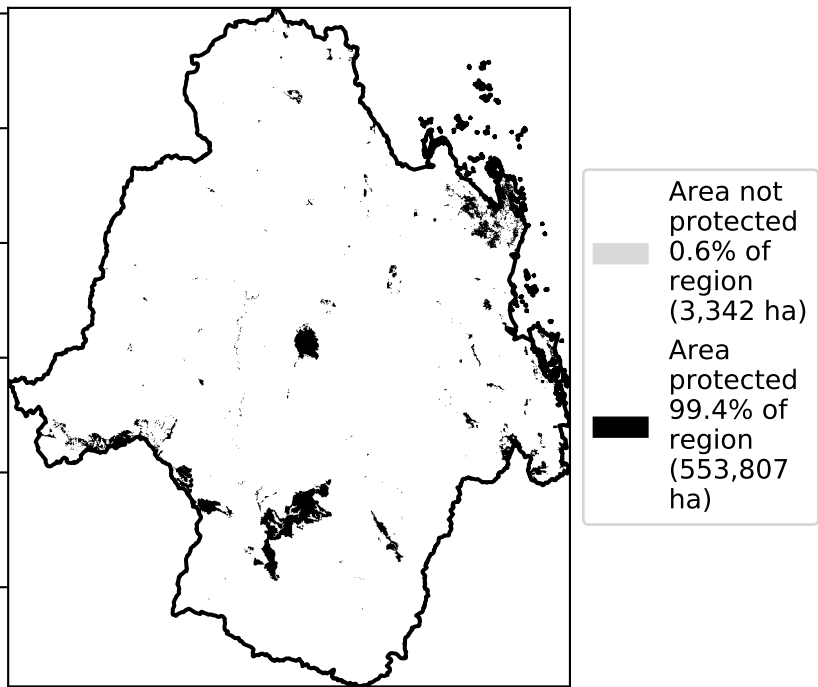 Area not
protected
0.6% of
region
(3,342 ha)
Area
protected
99.4% of
region
(553,807
ha)